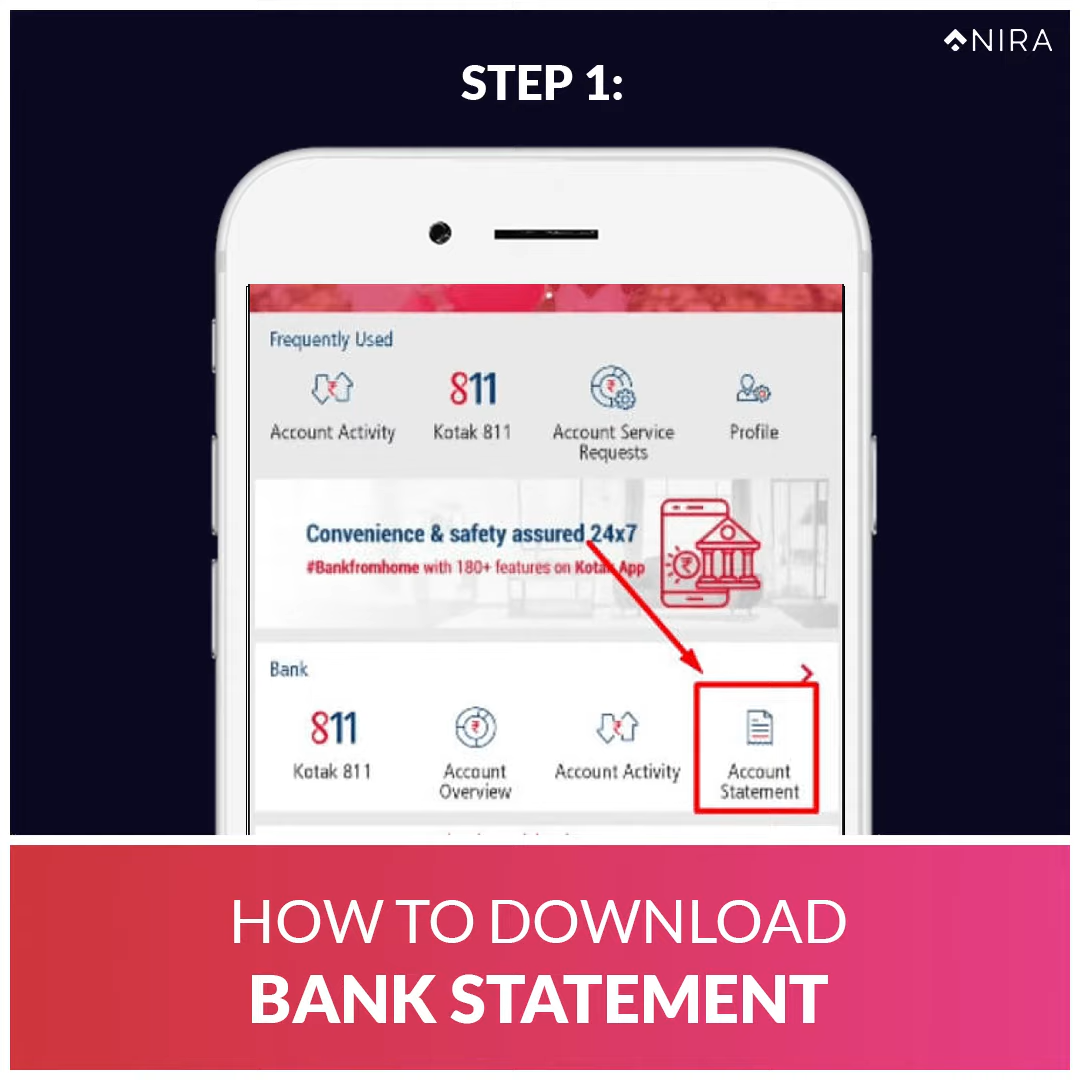 NIRA
STEP 1:
Frequently Used
811
Account Activity
Kotak 811
Account Service
Requests
Profile
Convenience & safety assured 24x7
#Bankfromhome with 180+ features on Kotak App
Bank
811
Kotak 811
Account
Overview
Account Activity
Account
Statement
HOW TO DOWNLOAD
BANK STATEMENT